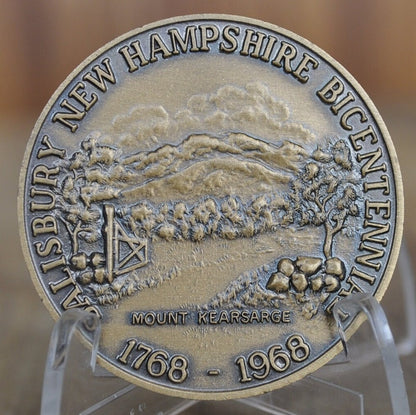 SALISBURY NEW HAMPSHIRE BICENTENNIAL
MOUNT KEARSARGE
1768 - 1968